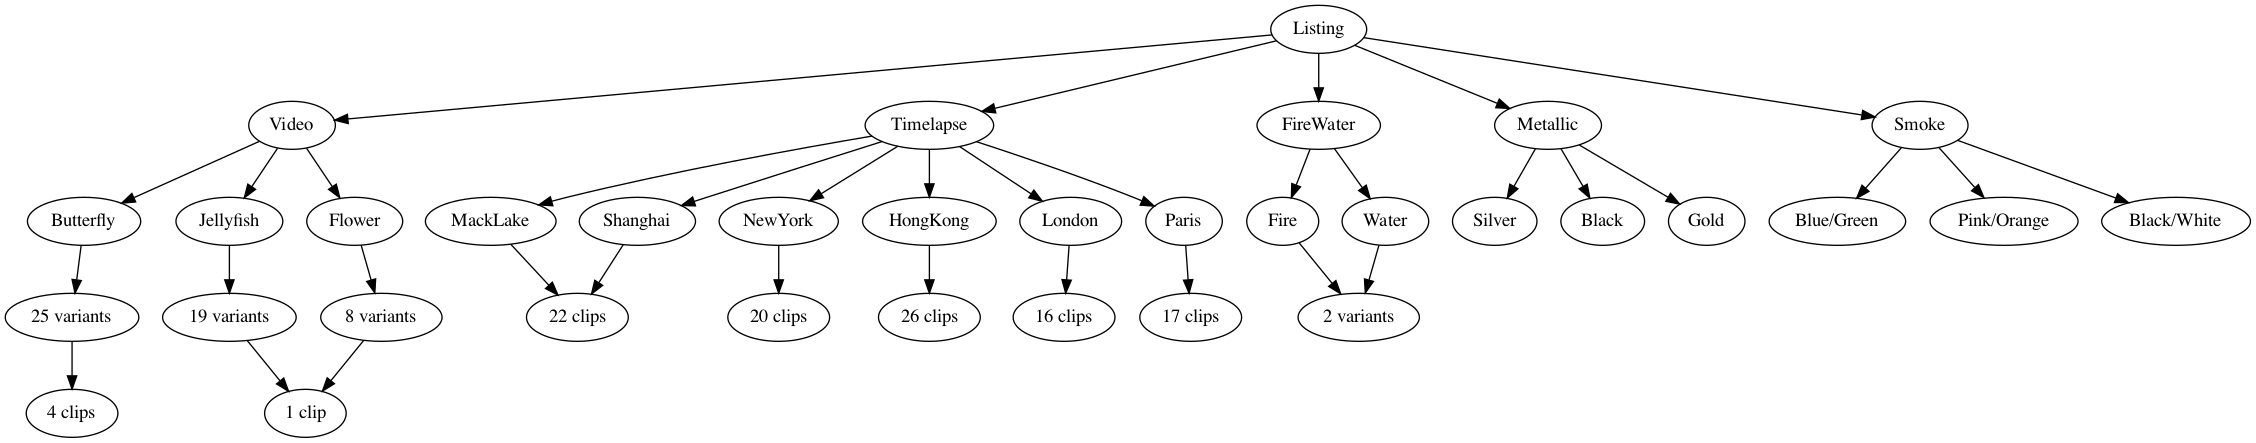 Listing
Video
Timelapse
FireWater
Metallic
Smoke
Butterfly
Jellyfish
Flower
MackLake
Shanghai
NewYork
HongKong
London
Paris
Fire
Water
Silver
Black
Gold
Blue/Green
Pink/Orange
Black/White
25 variants
19 variants
8 variants
22 clips
20 clips
26 clips
16 clips
17 clips
2 variants
4 clips
1 clip